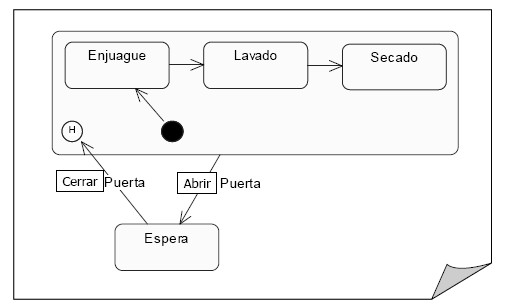 Enjuague
Lavado
Secado
H
Cerrar Puerta
Abrir Puerta
Espera